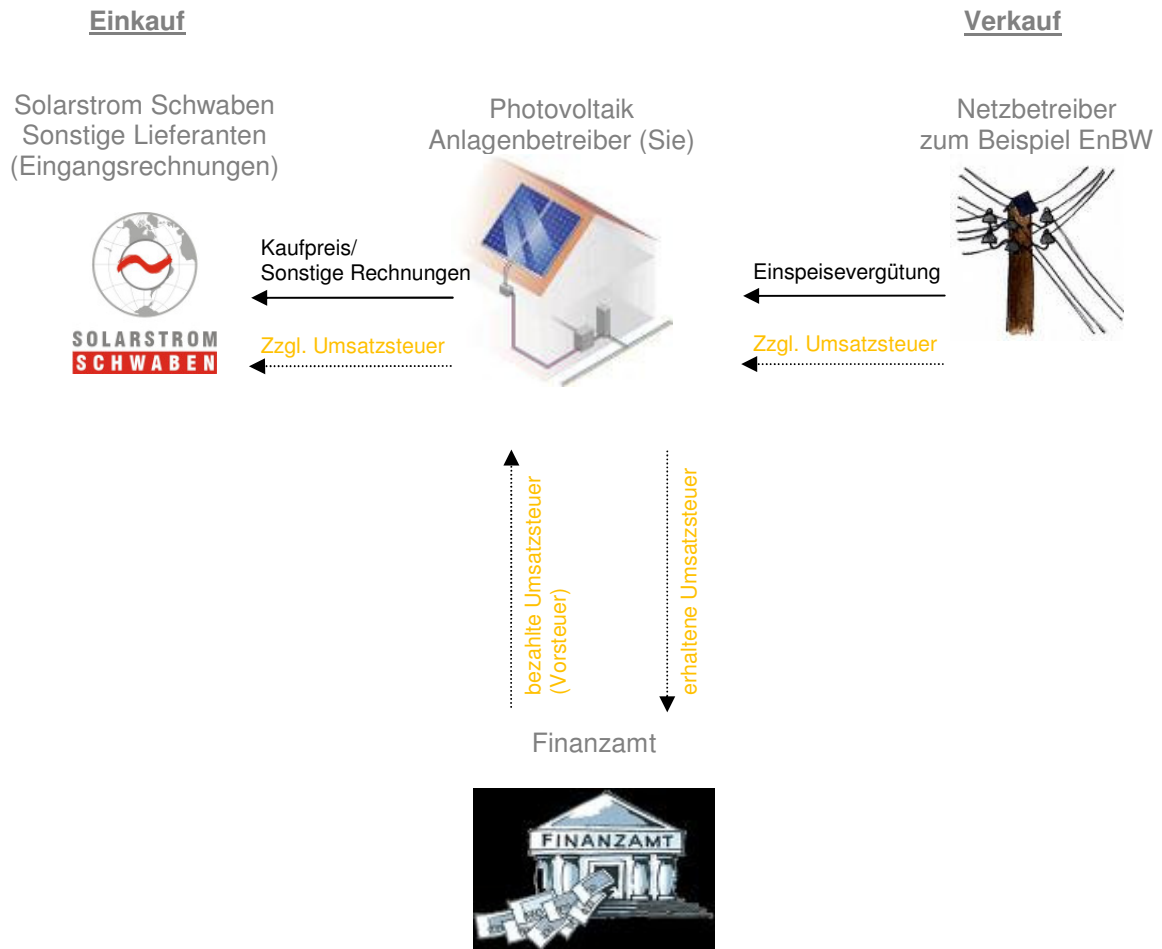 Einkauf
Verkauf
Solarstrom Schwaben
Sonstige Lieferanten
(Eingangsrechnungen)
Photovoltaik
Anlagenbetreiber (Sie)
Netzbetreiber
zum Beispiel EnBW
Kaufpreis/
Sonstige Rechnungen
Einspeisevergütung
SOLARSTROM
SCHWABEN
Zzgl. Umsatzsteuer
Zzgl. Umsatzsteuer
bezahlte Umsatzsteuer
(Vorsteuer)
erhaltene Umsatzsteuer
Finanzamt
FINANZAMT